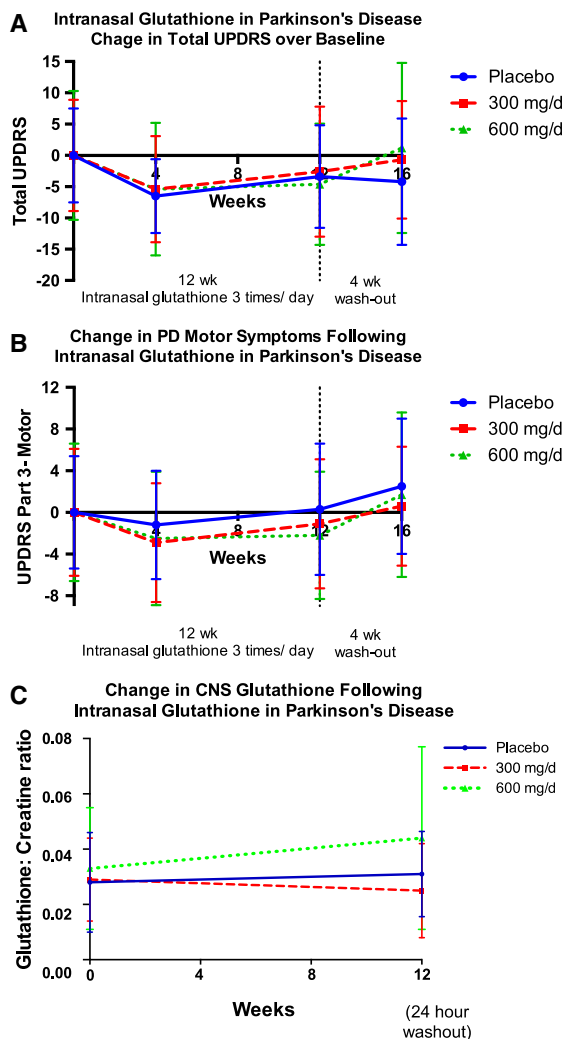 A
Intranasal Glutathione in Parkinson's Disease
Chage in Total UPDRS over Baseline
15
10
5
0
-5
-10
-15
-20
Total UPDRS
4
8
12
16
Weeks
Placebo
300 mg/d
600 mg/d
12 wk
Intranasal glutathione 3 times/ day
4 wk
wash-out
B
Change in PD Motor Symptoms Following
Intranasal Glutathione in Parkinson's Disease
12
8
4
0
-4
-8
UPDRS Part 3- Motor
4
8
12
16
Weeks
Placebo
300 mg/d
600 mg/d
12 wk
Intranasal glutathione 3 times/ day
4 wk
wash-out
C
Change in CNS Glutathione Following
Intranasal Glutathione in Parkinson's Disease
0.08
0.06
0.04
0.02
0.00
Glutathione: Creatine ratio
0
4
8
12
Weeks
(24 hour
washout)
Placebo
300 mg/d
600 mg/d